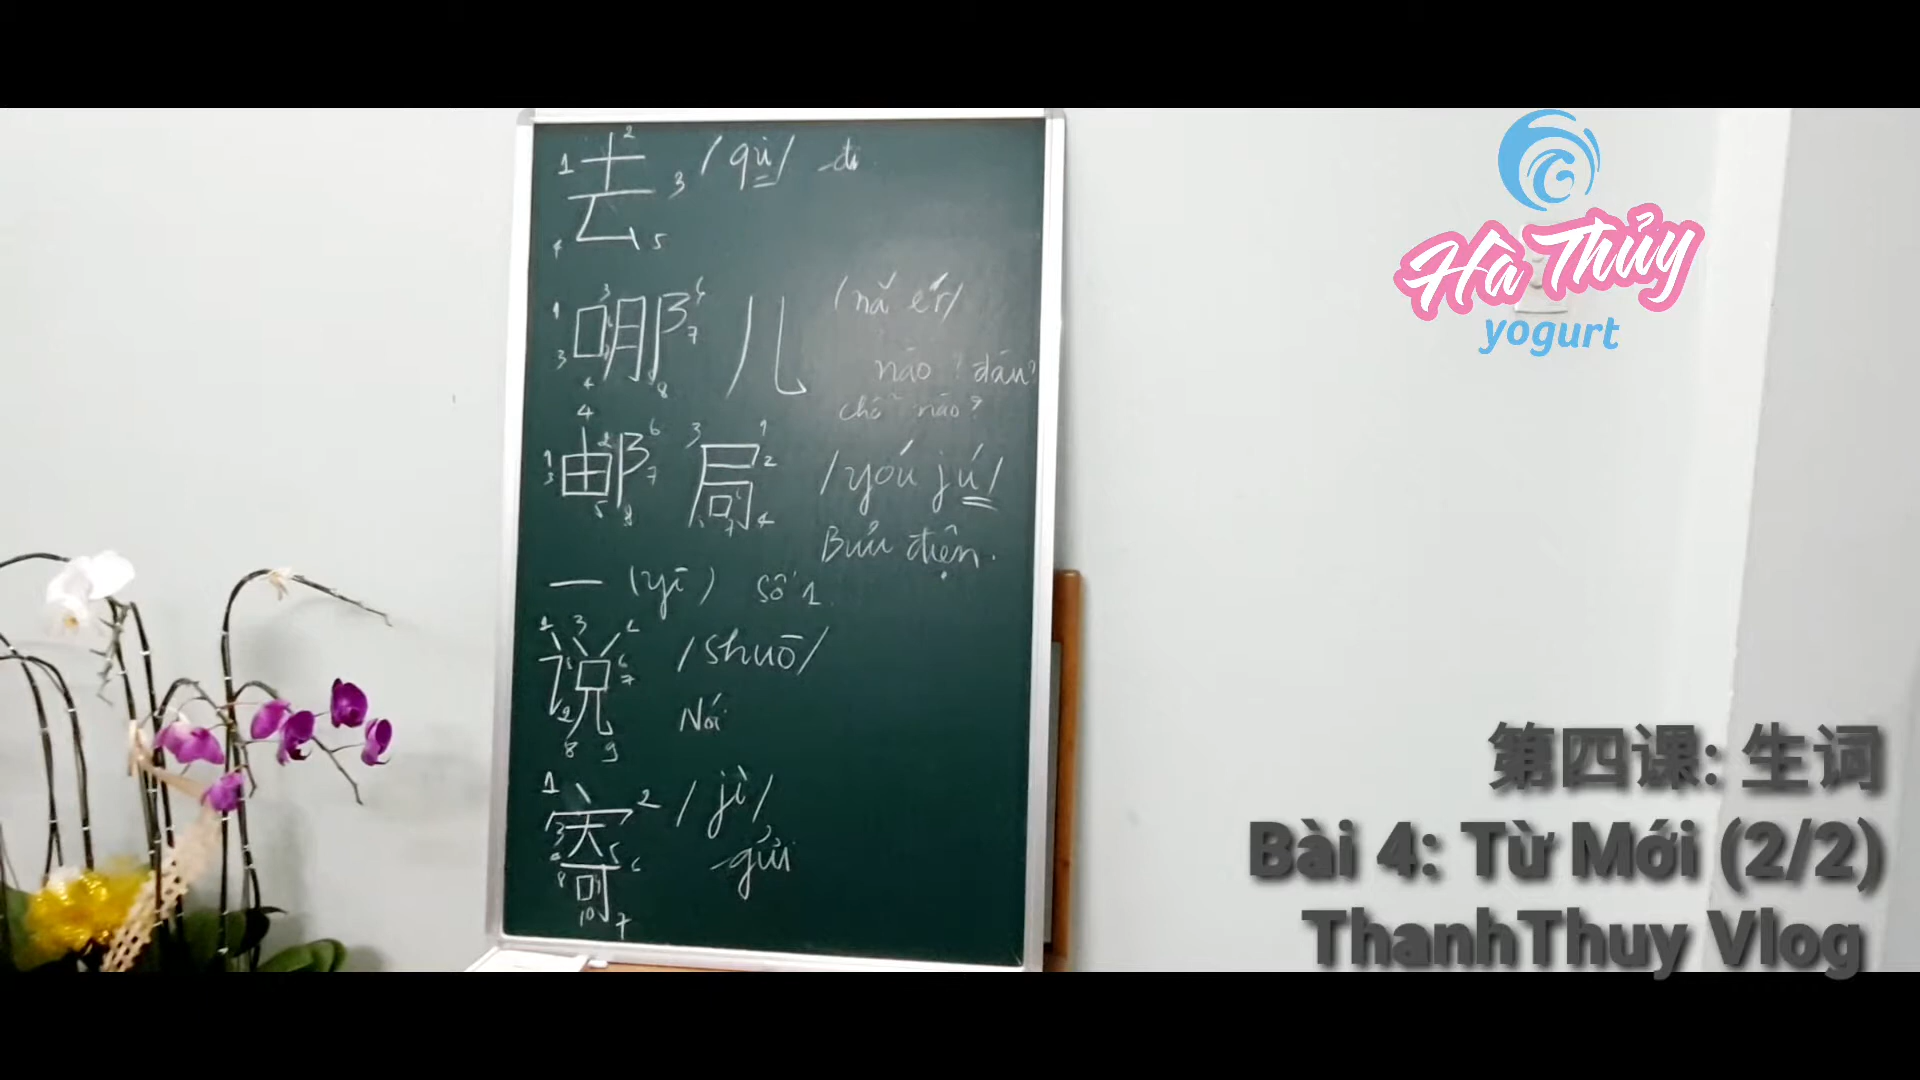 去 /qù/ đi
哪儿 /nǎ ér/
nào? đâu?
chỗ nào?
邮局 /yóu jú/
Bưu điện.
一 (yī) số 1.
说 /shuō/
Nói
寄 /jì/
gửi
Hà Thủy
yogurt
第四课: 生词
Bài 4: Từ Mới (2/2)
ThanhThuy Vlog